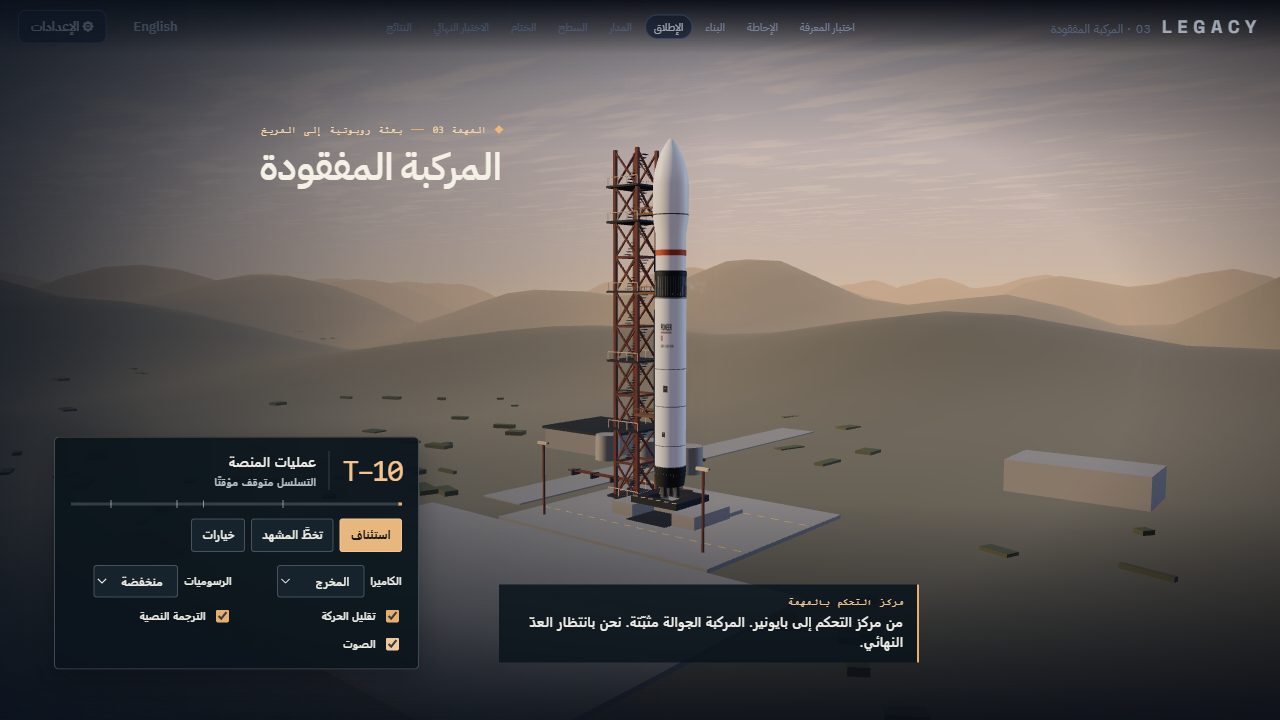 LEGACY
03 · المركبة المفقودة
اختبار المعرفة
الإحاطة
البناء
الإطلاق
المدار
السطح
الختام
الاختبار النهائي
النتائج
English
الإعدادات
المهمة 03 — بعثة روبوتية إلى المريخ
المركبة المفقودة
T−10
عمليات المنصة
التسلسل متوقف مؤقتًا
استئناف
تخطَّ المشهد
خيارات
الكاميرا
المخرج
الرسوميات
منخفضة
تقليل الحركة
الترجمة النصية
الصوت
PIONEER
مركز التحكم بالمهمة
من مركز التحكم إلى بايونير. المركبة الجوالة مثبّتة. نحن بانتظار العدّ
النهائي.